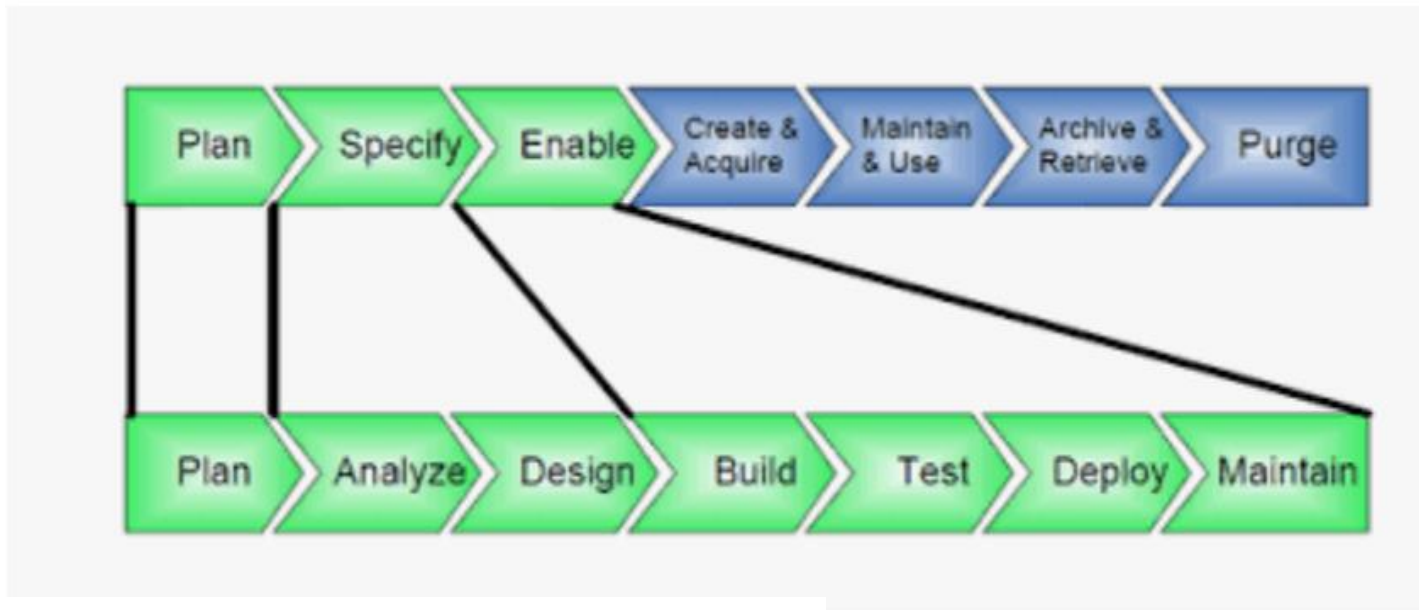 Plan
Specify
Enable
Create &
Acquire
Maintain
& Use
Archive &
Retrieve
Purge
Plan
Analyze
Design
Build
Test
Deploy
Maintain